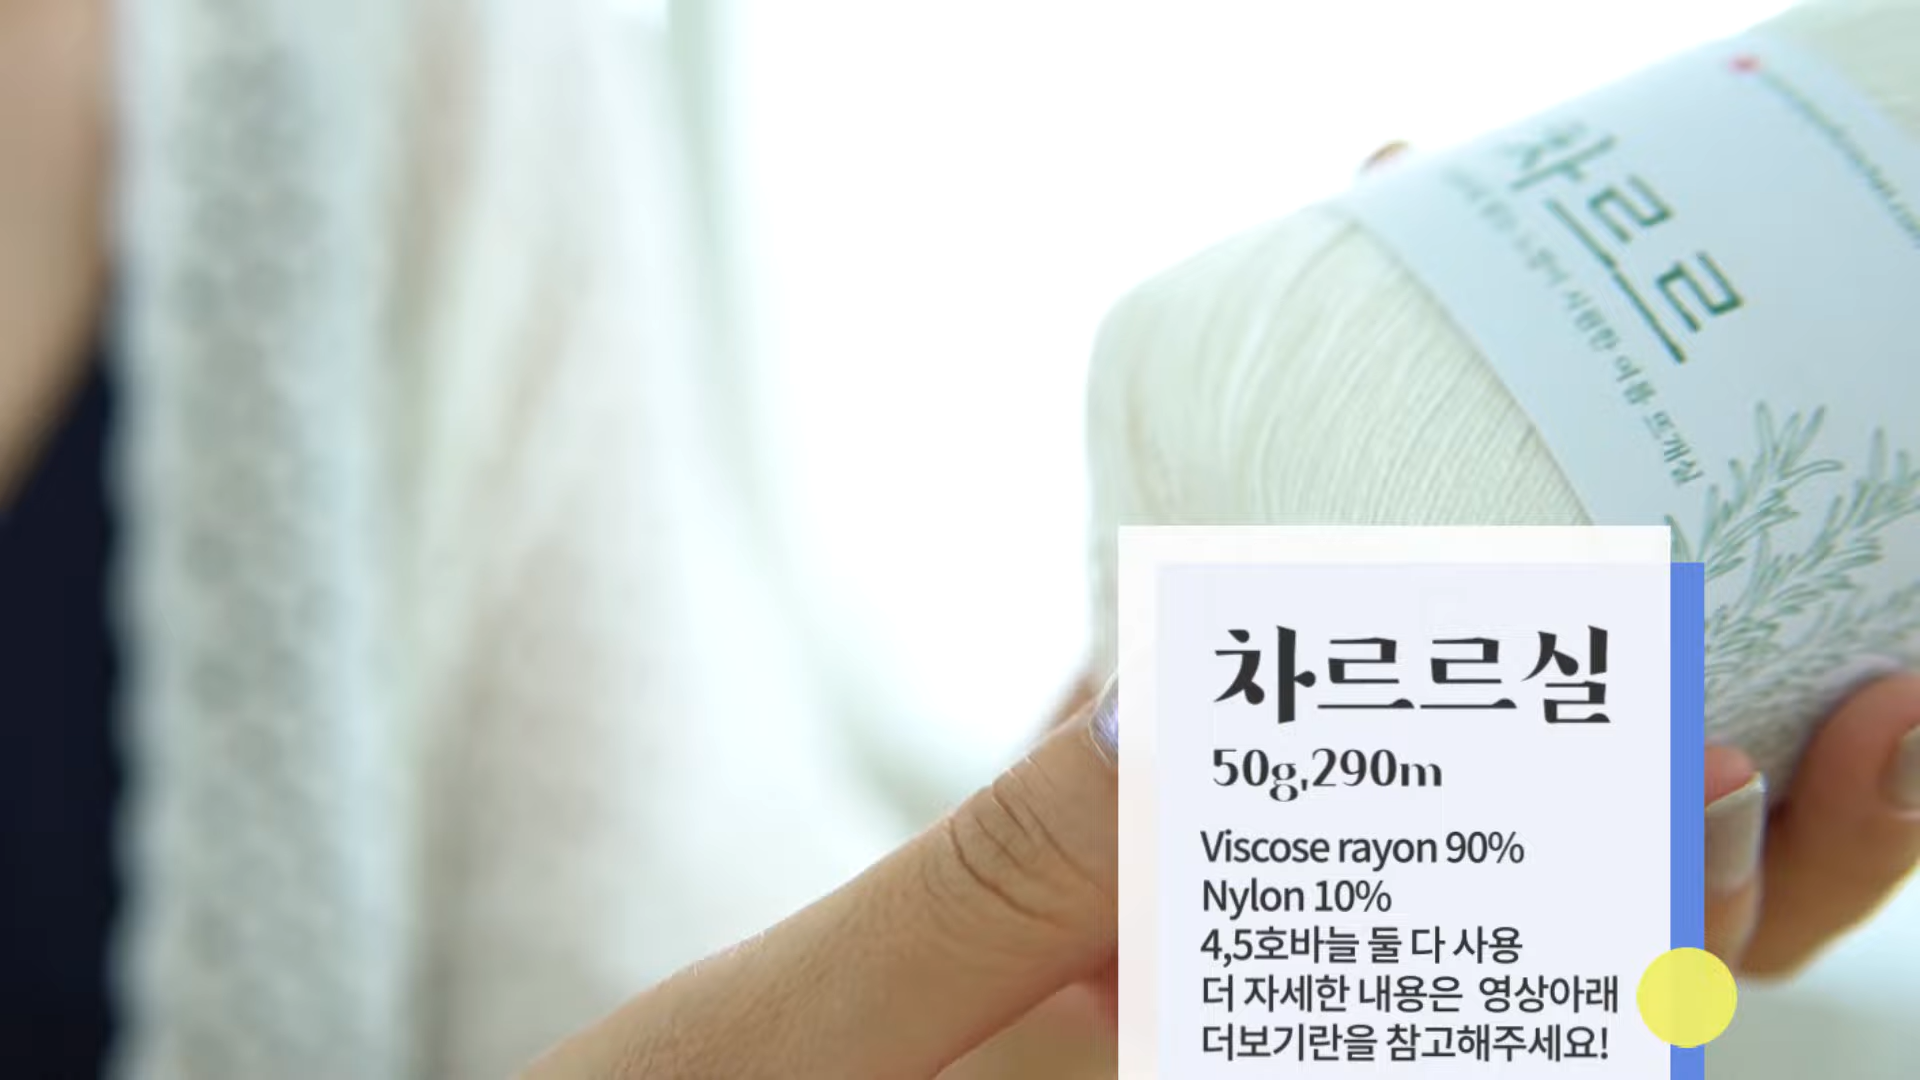 차르르
차르르실
50g,290m
Viscose rayon 90%
Nylon 10%
4,5호바늘 둘 다 사용
더 자세한 내용은 영상아래
더보기란을 참고해주세요!